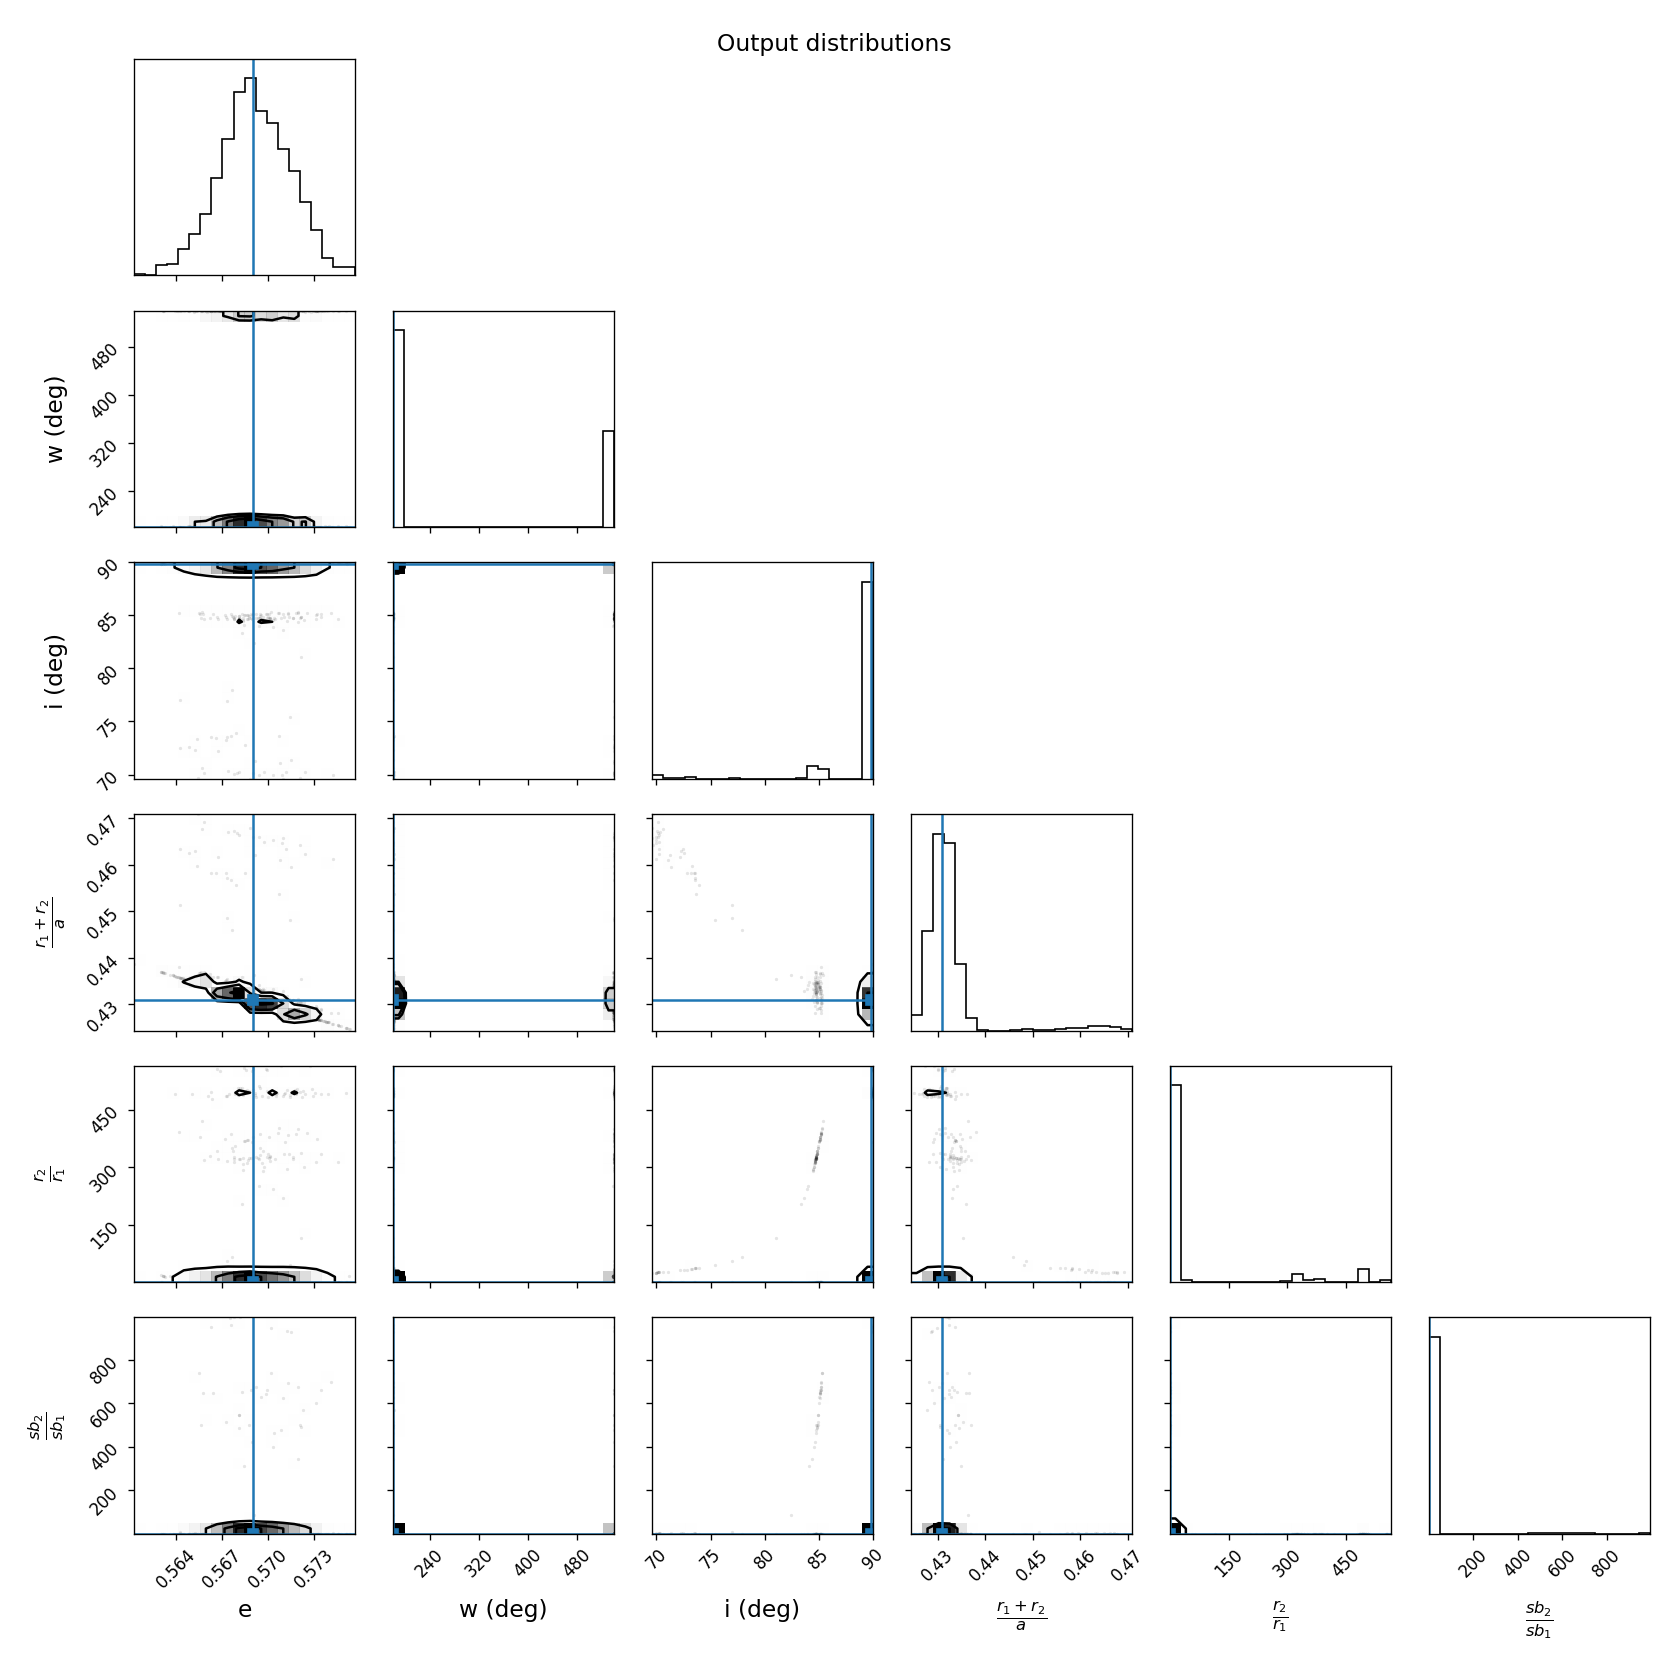 Output distributions
w (deg)
480
400
320
240
i (deg)
90
85
80
75
70
r₁ + r₂
a
0.47
0.46
0.45
0.44
0.43
r₂
r₁
450
300
150
sb₂
sb₁
800
600
400
200
0.564 0.567 0.570 0.573
240 320 400 480
70 75 80 85 90
0.43 0.44 0.45 0.46 0.47
150 300 450
200 400 600 800
e
w (deg)
i (deg)
r₁ + r₂
a
r₂
r₁
sb₂
sb₁